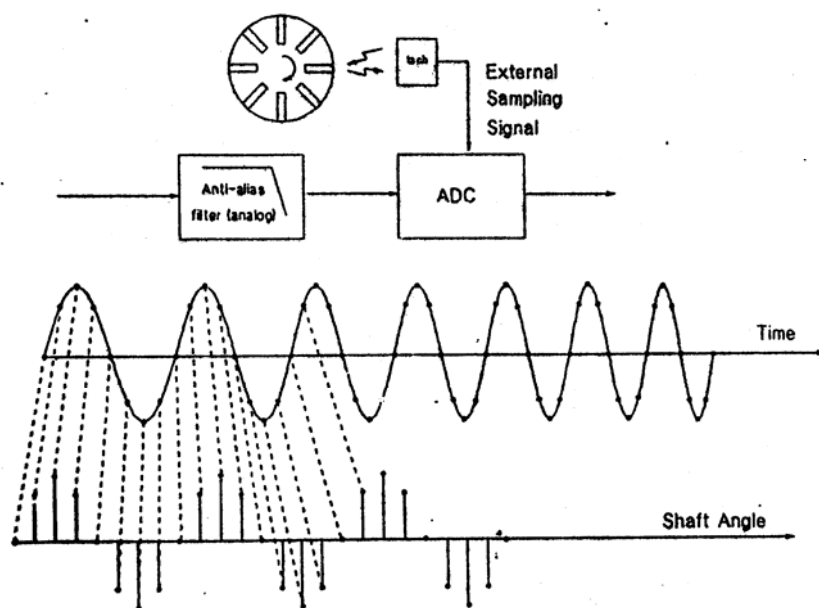 tach
External
Sampling
Signal
Anti-alias
filter (analog)
ADC
Time
Shaft Angle